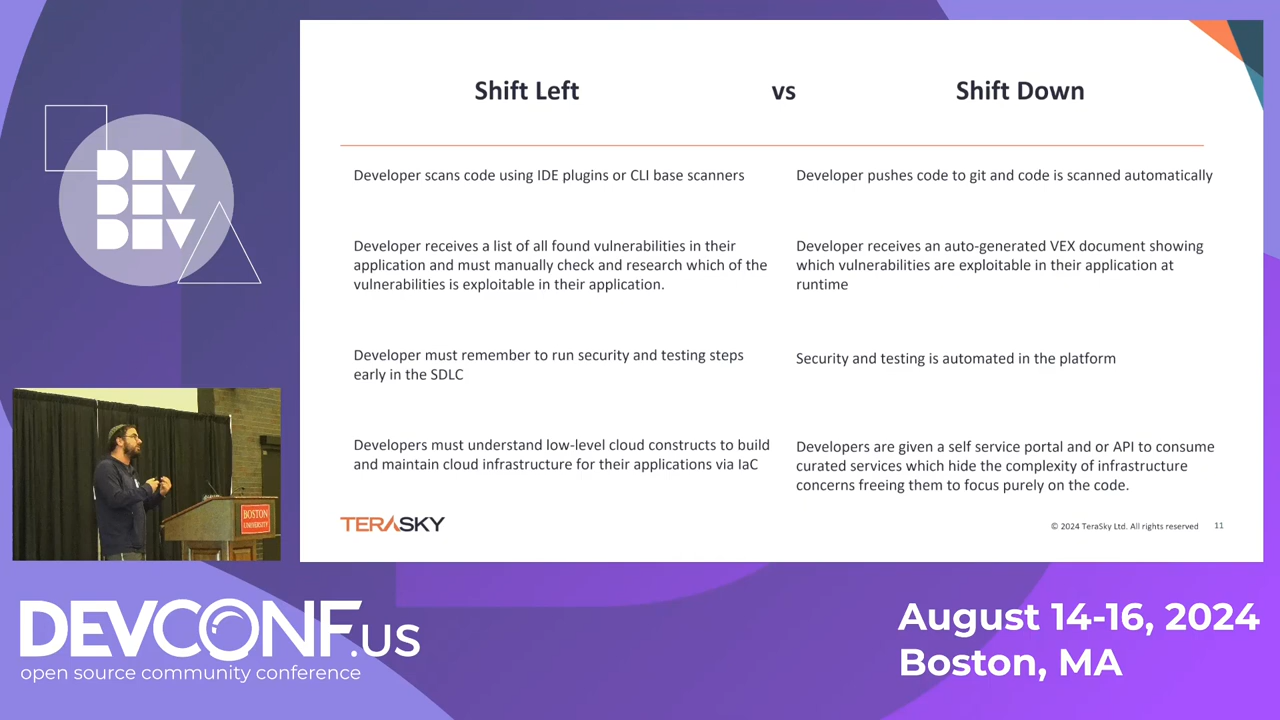 DEV
DEV
DEV
Shift Left vs Shift Down
Developer scans code using IDE plugins or CLI base scanners
Developer pushes code to git and code is scanned automatically
Developer receives a list of all found vulnerabilities in their
application and must manually check and research which of the
vulnerabilities is exploitable in their application.
Developer receives an auto-generated VEX document showing
which vulnerabilities are exploitable in their application at
runtime
Developer must remember to run security and testing steps
early in the SDLC
Security and testing is automated in the platform
Developers must understand low-level cloud constructs to build
and maintain cloud infrastructure for their applications via IaC
Developers are given a self service portal and or API to consume
curated services which hide the complexity of infrastructure
concerns freeing them to focus purely on the code.
TERASKY
© 2024 TeraSky Ltd. All rights reserved 11
BOSTON
UNIVERSITY
DEVCONF.US
open source community conference
August 14-16, 2024
Boston, MA